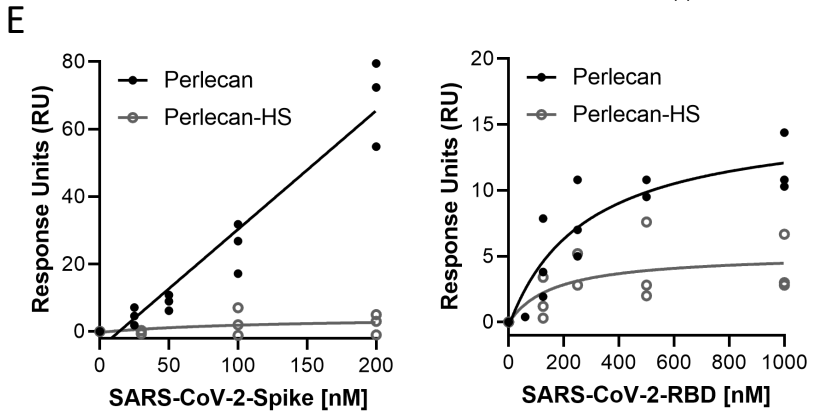 E
Perlecan
Perlecan-HS
Response Units (RU)
80
60
40
20
0
0
50
100
150
200
SARS-CoV-2-Spike [nM]
Perlecan
Perlecan-HS
Response Units (RU)
20
15
10
5
0
0
200
400
600
800
1000
SARS-CoV-2-RBD [nM]